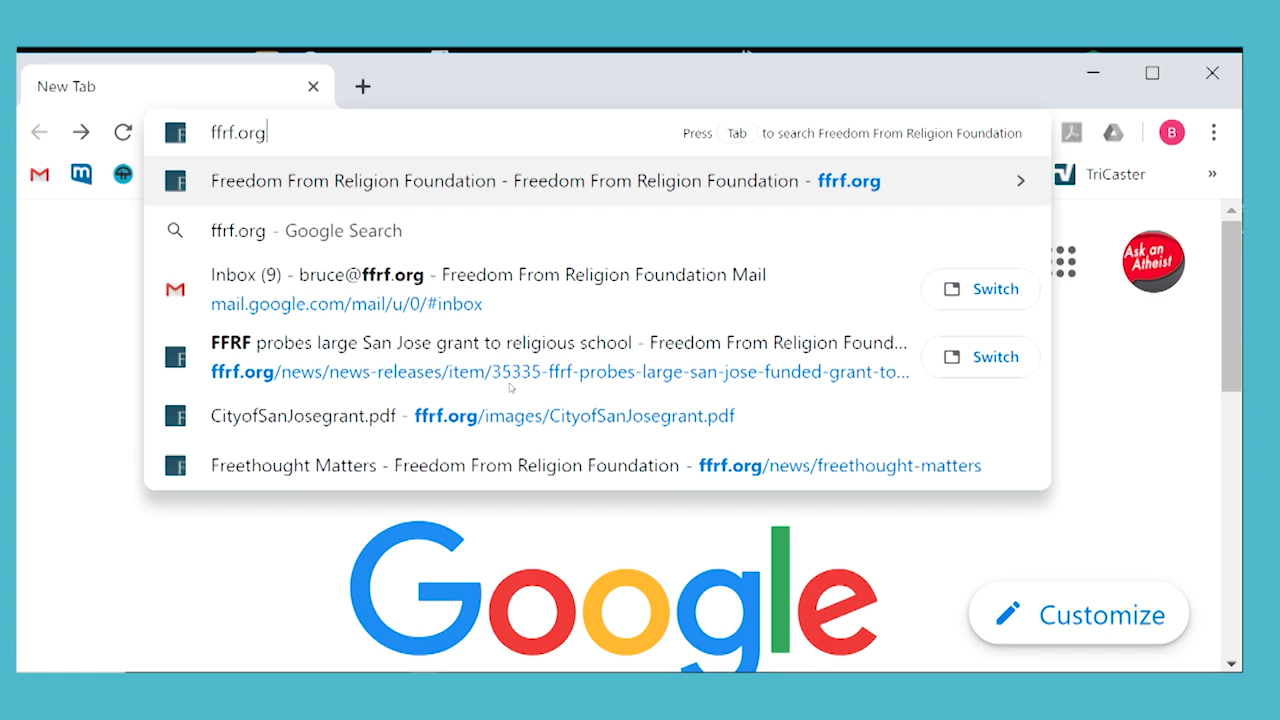 New Tab
ffrf.org
Press Tab to search Freedom From Religion Foundation
B
Freedom From Religion Foundation - Freedom From Religion Foundation - ffrf.org
TriCaster
»
ffrf.org - Google Search
Ask an
Atheist
Inbox (9) - bruce@ffrf.org - Freedom From Religion Foundation Mail
mail.google.com/mail/u/0/#inbox
Switch
FFRF probes large San Jose grant to religious school - Freedom From Religion Found...
ffrf.org/news/news-releases/item/35335-ffrf-probes-large-san-jose-funded-grant-to...
Switch
CityofSanJosegrant.pdf - ffrf.org/images/CityofSanJosegrant.pdf
Freethought Matters - Freedom From Religion Foundation - ffrf.org/news/freethought-matters
Google
Customize